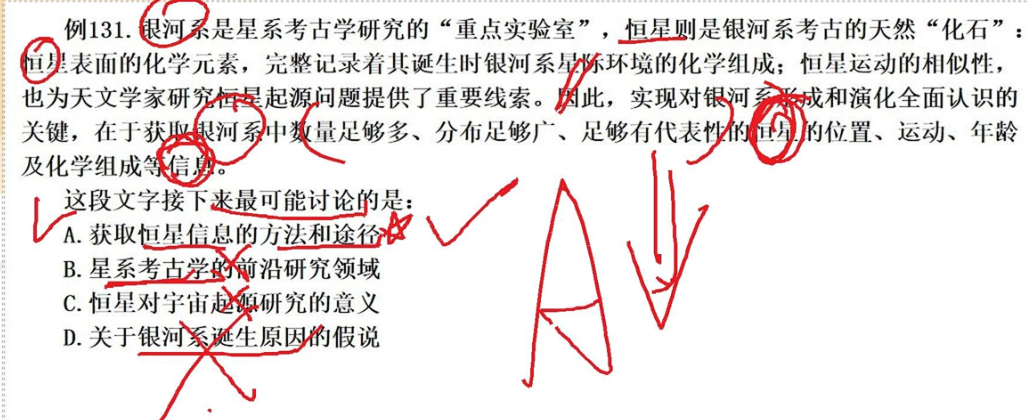 例131. 银河系是星系考古学研究的“重点实验室”，恒星则是银河系考古的天然“化石”：
恒星表面的化学元素，完整记录着其诞生时银河系星际环境的化学组成；恒星运动的相似性，
也为天文学家研究恒星起源问题提供了重要线索。因此，实现对银河系形成和演化全面认识的
关键，在于获取银河系中数量足够多、分布足够广、足够有代表性的恒星的位置、运动、年龄
及化学组成等信息。
这段文字接下来最可能讨论的是：
A. 获取恒星信息的方法和途径
B. 星系考古学的前沿研究领域
C. 恒星对宇宙起源研究的意义
D. 关于银河系诞生原因的假说
A